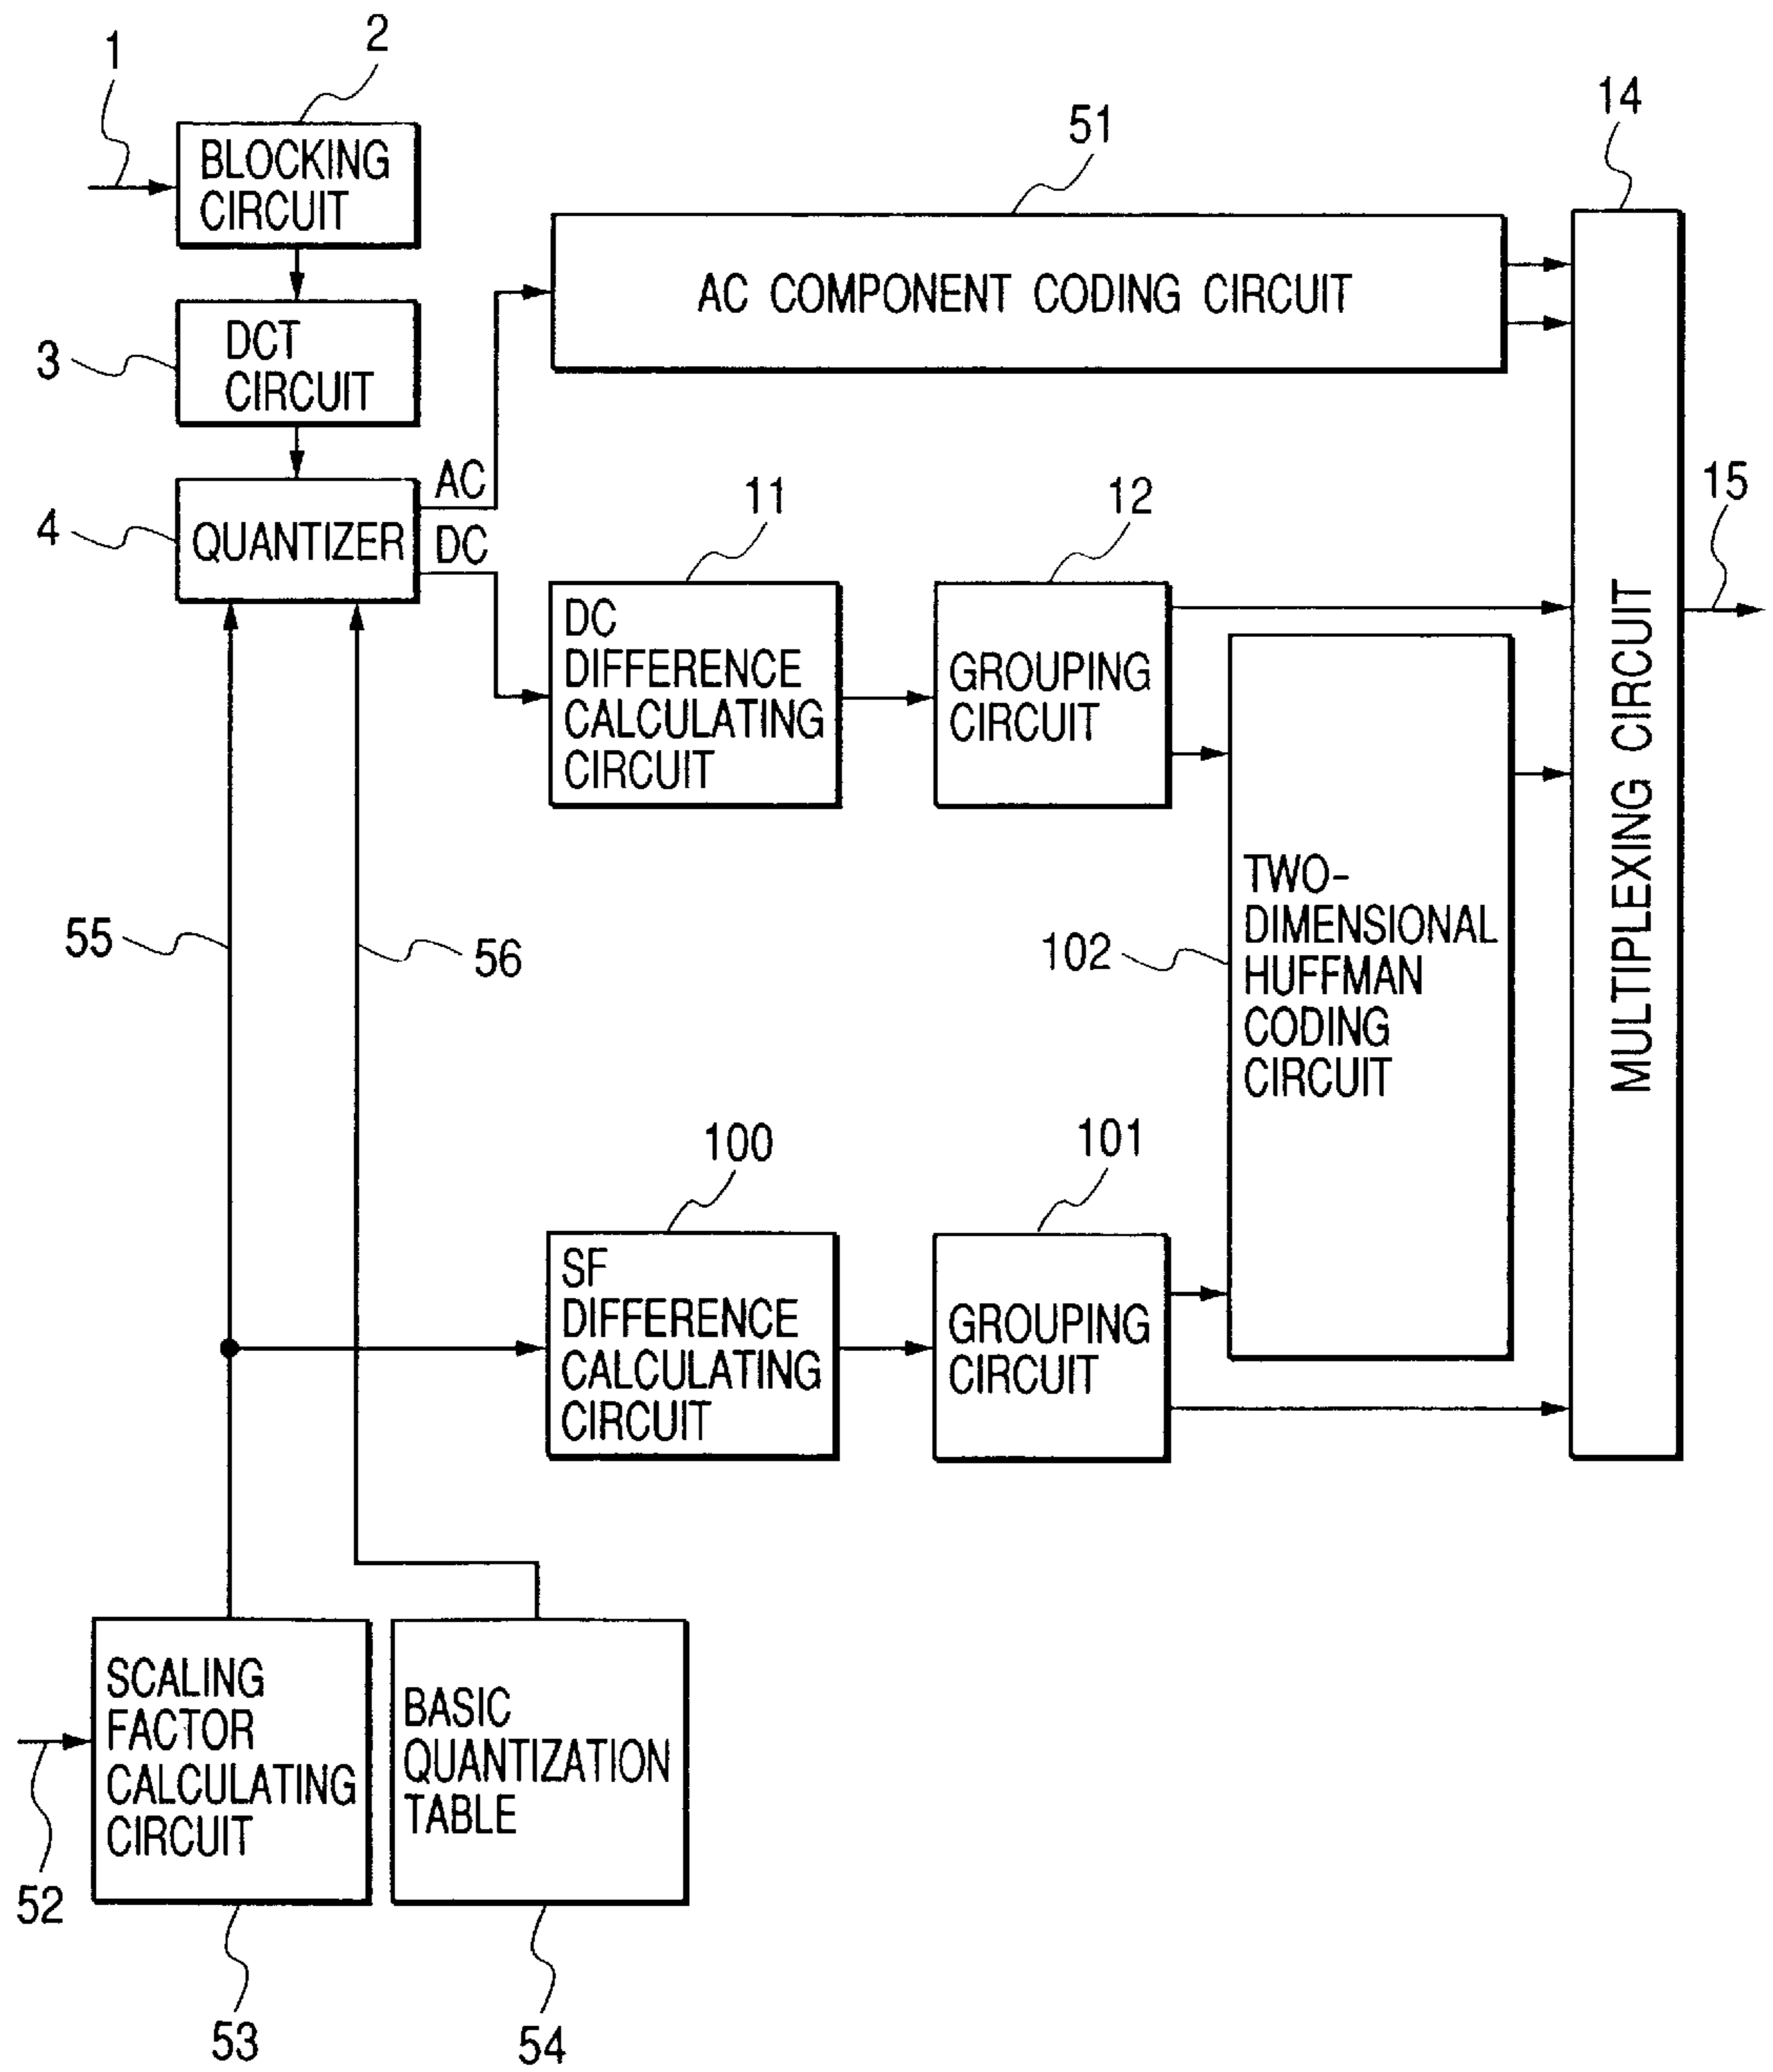 1
2
BLOCKING
CIRCUIT
3
DCT
CIRCUIT
4
QUANTIZER
AC
DC
51
AC COMPONENT CODING CIRCUIT
14
MULTIPLEXING CIRCUIT
15
11
DC
DIFFERENCE
CALCULATING
CIRCUIT
12
GROUPING
CIRCUIT
55
56
102
TWO-
DIMENSIONAL
HUFFMAN
CODING
CIRCUIT
100
SF
DIFFERENCE
CALCULATING
CIRCUIT
101
GROUPING
CIRCUIT
52
SCALING
FACTOR
CALCULATING
CIRCUIT
53
BASIC
QUANTIZATION
TABLE
54